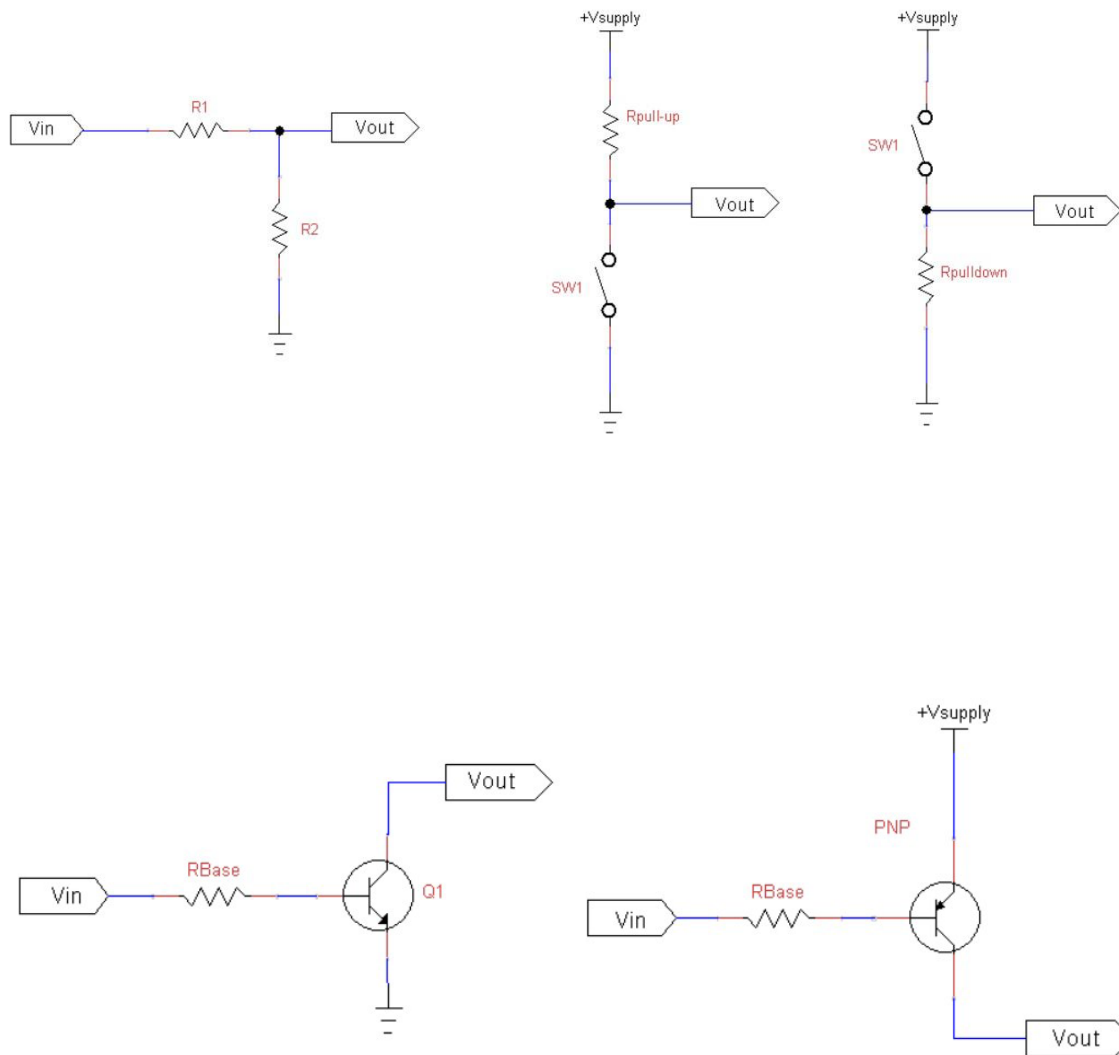 +Vsupply
+Vsupply
R1
Vin
Vout
Rpull-up
SW1
Vout
Vout
R2
Rpulldown
SW1
+Vsupply
Vout
PNP
RBase
Q1
Vin
RBase
Vin
Vout